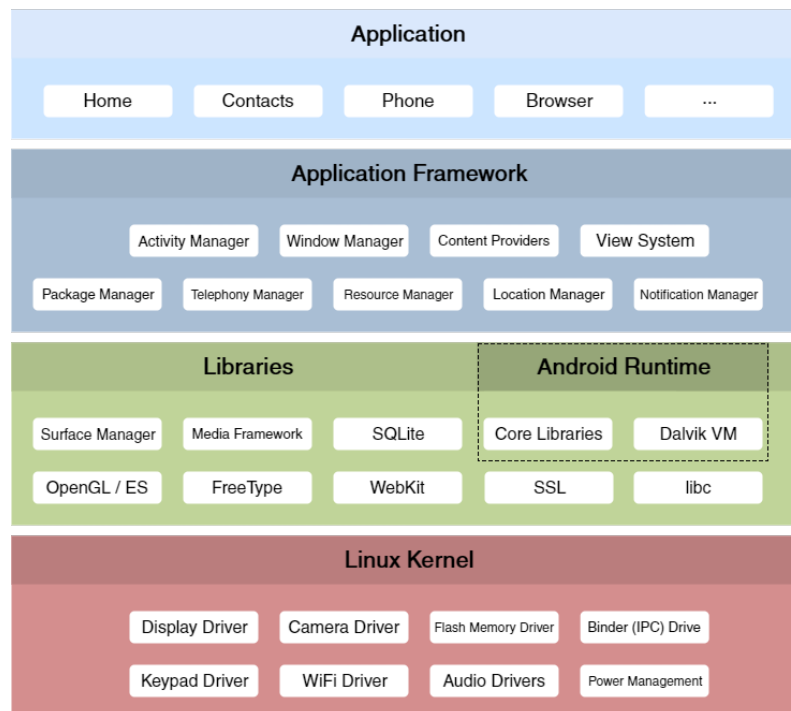 Application
Home Contacts Phone Browser ...
Application Framework
Activity Manager Window Manager Content Providers View System
Package Manager Telephony Manager Resource Manager Location Manager Notification Manager
Libraries Android Runtime
Surface Manager Media Framework SQLite Core Libraries Dalvik VM
OpenGL / ES FreeType WebKit SSL libc
Linux Kernel
Display Driver Camera Driver Flash Memory Driver Binder (IPC) Drive
Keypad Driver WiFi Driver Audio Drivers Power Management